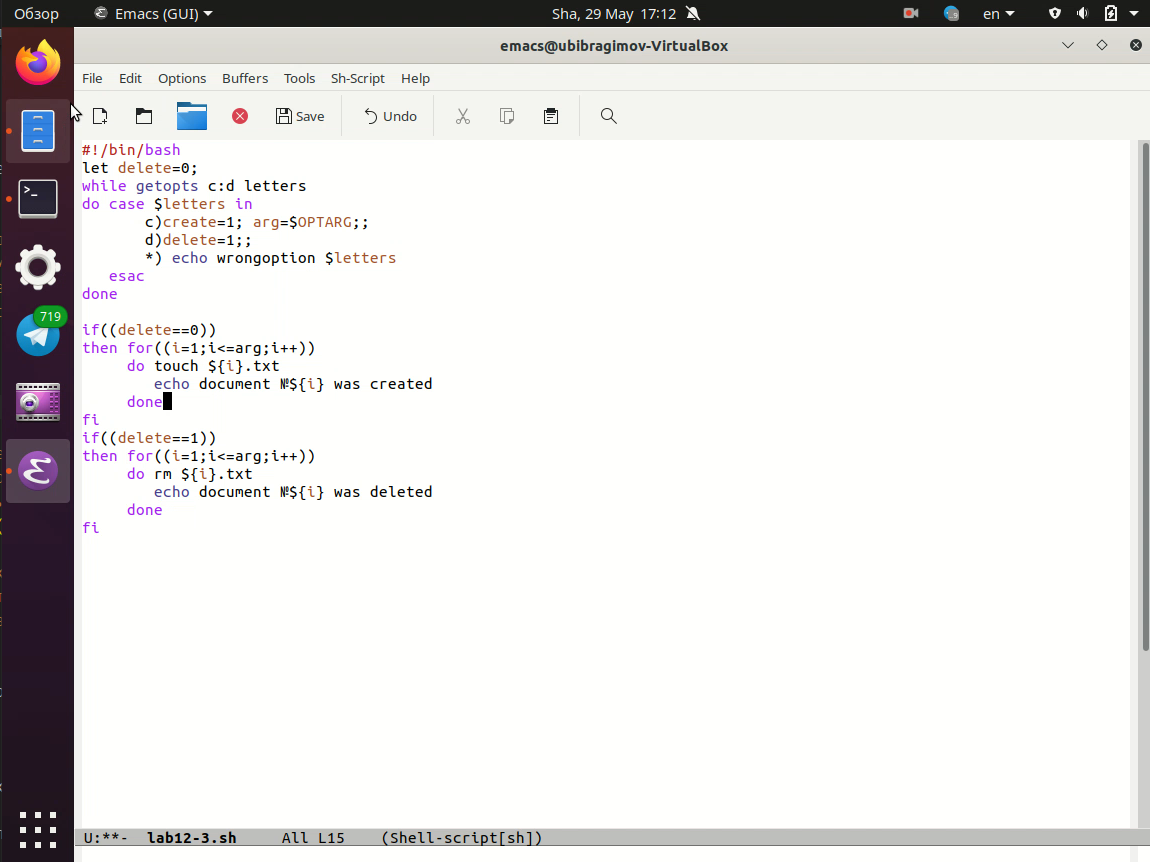 Обзор Emacs (GUI) Sha, 29 May 17:12 en
emacs@ubibragimov-VirtualBox
File Edit Options Buffers Tools Sh-Script Help
Save Undo
719
#!/bin/bash
let delete=0;
while getopts c:d letters
do case $letters in
c)create=1; arg=$OPTARG;;
d)delete=1;;
*) echo wrongoption $letters
esac
done
if((delete==0))
then for((i=1;i<=arg;i++))
do touch ${i}.txt
echo document №${i} was created
done
fi
if((delete==1))
then for((i=1;i<=arg;i++))
do rm ${i}.txt
echo document №${i} was deleted
done
fi
U:**- lab12-3.sh All L15 (Shell-script[sh])